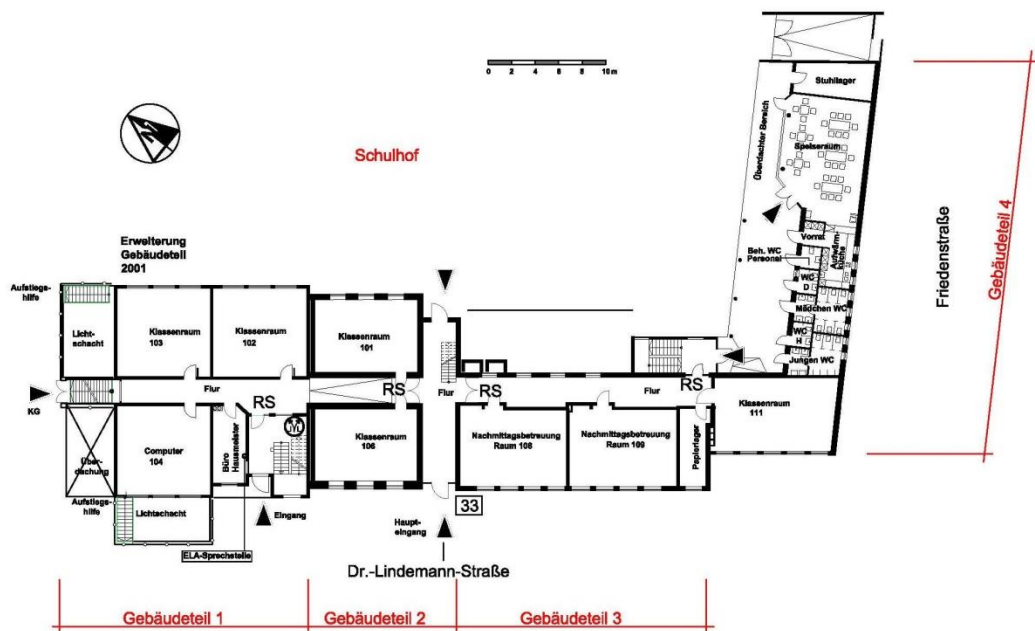 0 2 4 6 8 10m
N
Schulhof
Stuhllager
Überdachter Bereich
Speiseraum
Vorrat
Aufwärm-
küche
Beh. WC
Personal
WC
D
Mädchen WC
WC
H
Jungen WC
Friedenstraße
Gebäudeteil 4
Erweiterung
Gebäudeteil
2001
Aufstiegs-
hilfe
Licht-
schacht
Klassenraum
103
Klassenraum
102
Klassenraum
101
KG
Flur
RS
RS
Flur
RS
Flur
RS
Klassenraum
111
Über-
dachung
Computer
104
Büro
Hausmeister
Klassenraum
106
Nachmittagsbetreuung
Raum 108
Nachmittagsbetreuung
Raum 109
Papierlager
Aufstiegs-
hilfe
Lichtschacht
Eingang
Haupt-
eingang
33
ELA-Sprechstelle
Dr.-Lindemann-Straße
Gebäudeteil 1
Gebäudeteil 2
Gebäudeteil 3